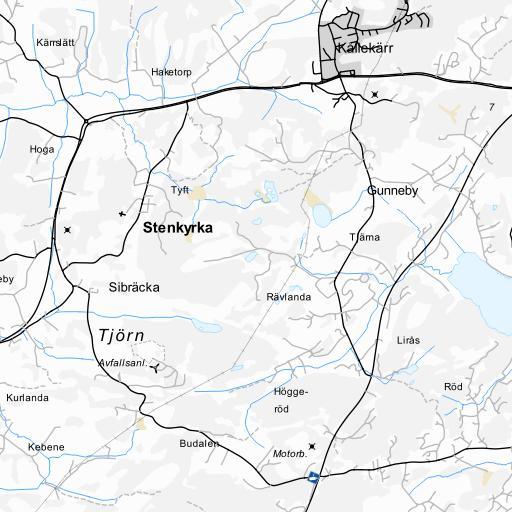 Kärrslätt
Kållekärr
Haketorp
7
Hoga
Tyft
Gunneby
Stenkyrka
Tjärna
eby
Sibräcka
Rävlanda
Tjörn
Lirås
Avfallsanl.
Röd
Högge-
röd
Kurlanda
Budalen
Kebene
Motorb.